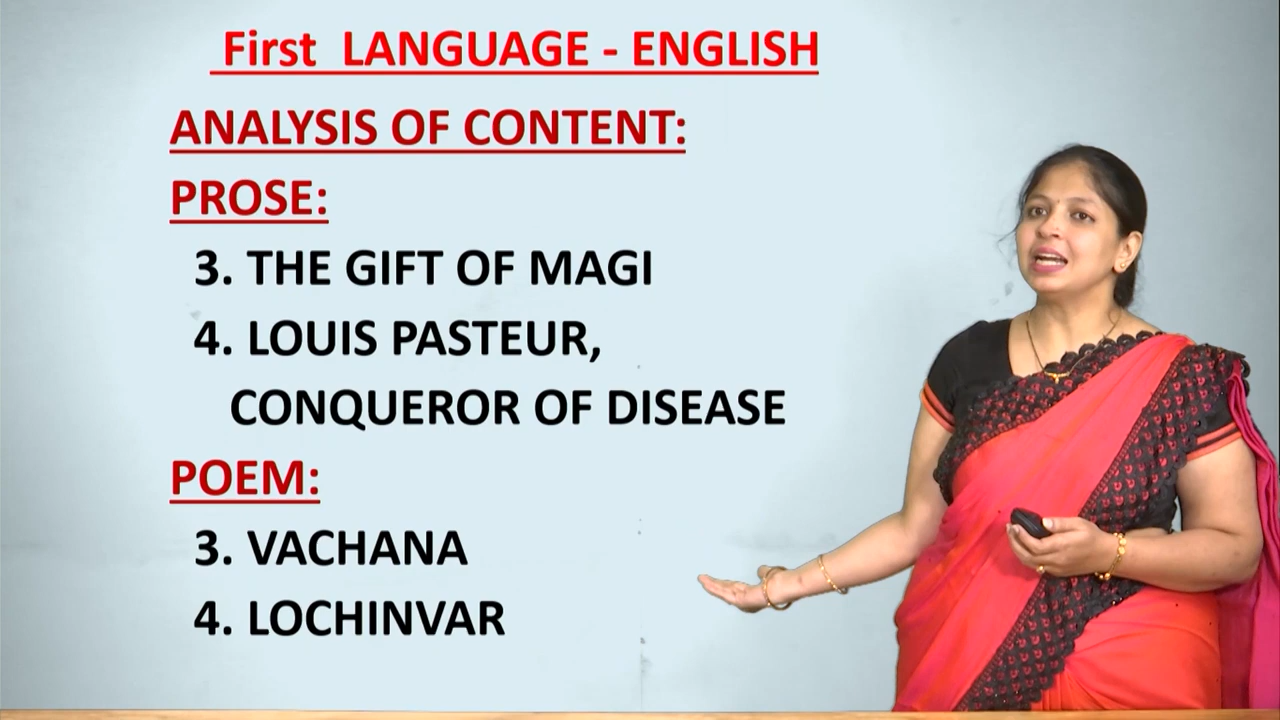 First LANGUAGE - ENGLISH
ANALYSIS OF CONTENT:
PROSE:
3. THE GIFT OF MAGI
4. LOUIS PASTEUR,
CONQUEROR OF DISEASE
POEM:
3. VACHANA
4. LOCHINVAR